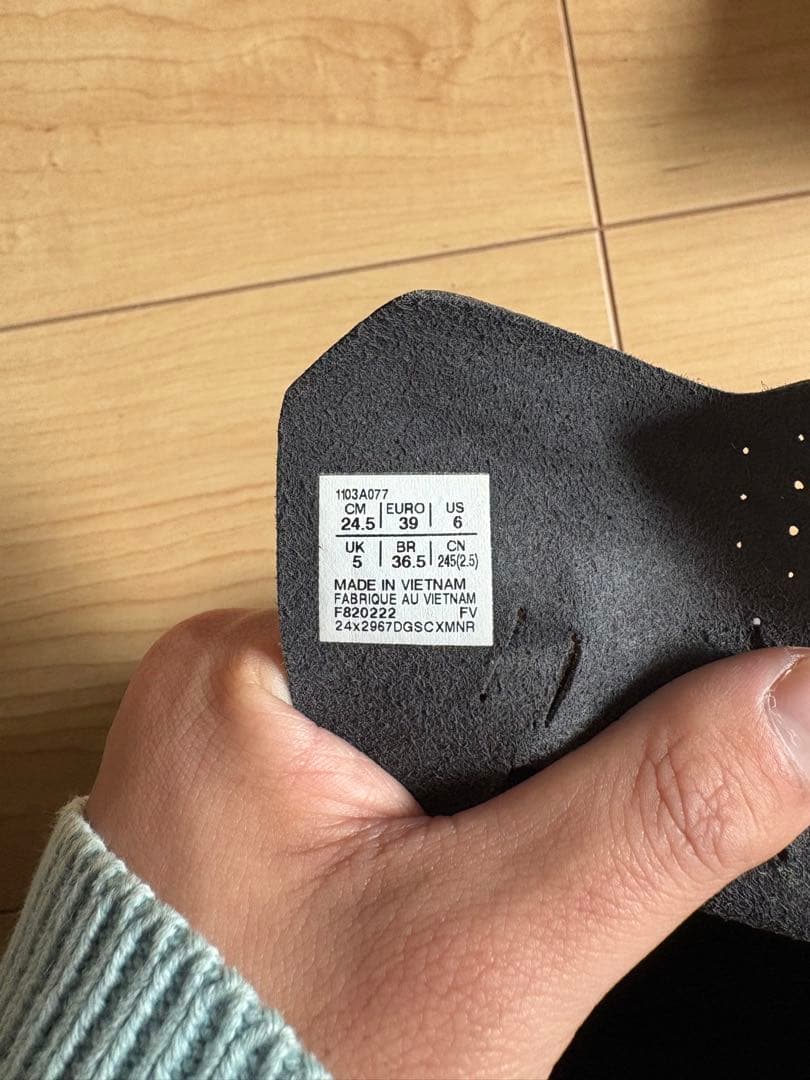 1103A077
CM | EURO | US
24.5 | 39 | 6
UK | BR | CN
5 | 36.5 | 245(2.5)
MADE IN VIETNAM
FABRIQUE AU VIETNAM
F820222 FV
24x2967DGSCXMNR